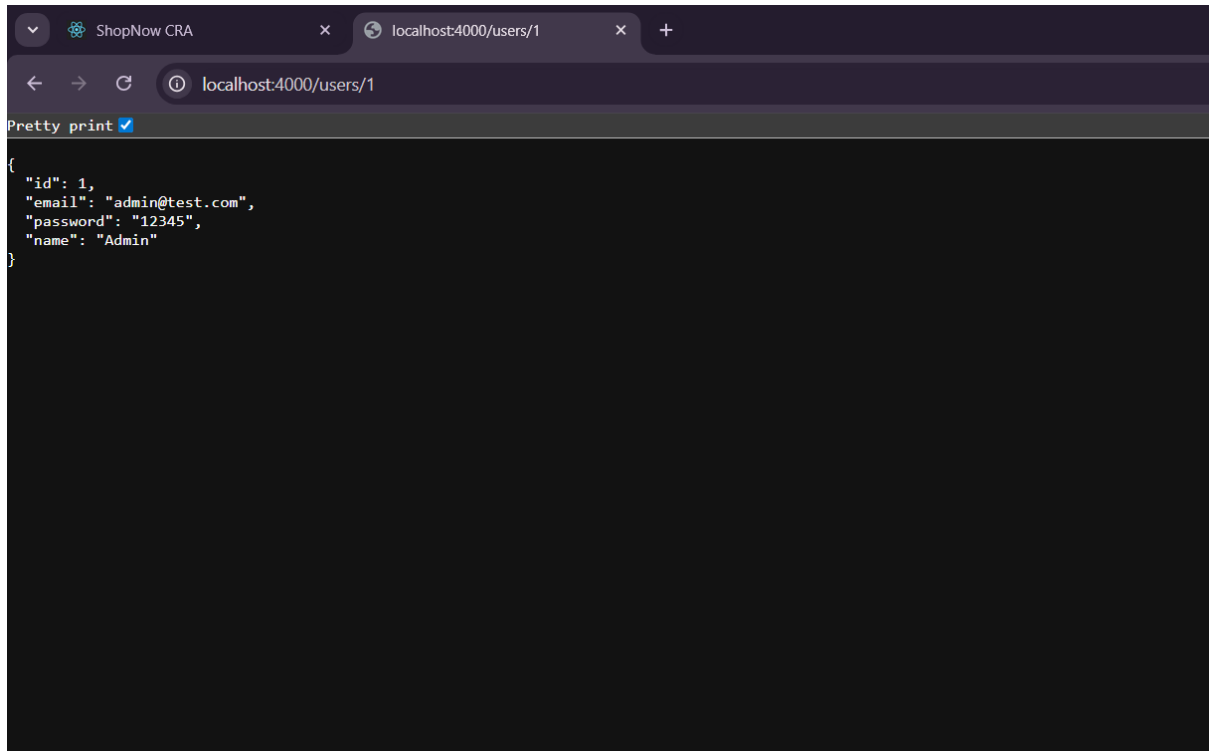 ShopNow CRA
localhost:4000/users/1
localhost:4000/users/1
Pretty print
{
  "id": 1,
  "email": "admin@test.com",
  "password": "12345",
  "name": "Admin"
}